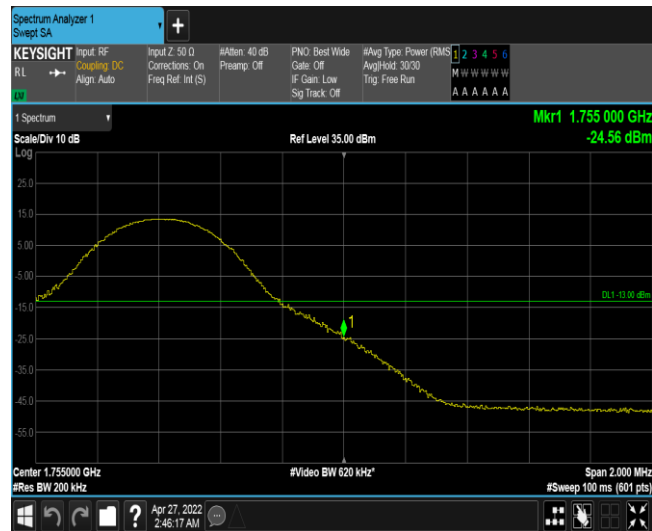 Spectrum Analyzer 1
Swept SA
KEYSIGHT
RL
Input: RF
Coupling: DC
Align: Auto
Input Z: 50 Ω
Corrections: On
Freq Ref: Int (S)
#Atten: 40 dB
Preamp: Off
PNO: Best Wide
Gate: Off
IF Gain: Low
Sig Track: Off
#Avg Type: Power (RMS
Avg|Hold: 30/30
Trig: Free Run
1 2 3 4 5 6
M W W W W W
A A A A A A
1 Spectrum
Scale/Div 10 dB
Ref Level 35.00 dBm
Mkr1 1.755 000 GHz
-24.56 dBm
Log
25.0
15.0
5.00
-5.00
DL1 -13.00 dBm
-15.0
1
-25.0
-35.0
-45.0
-55.0
Center 1.755000 GHz
#Video BW 620 kHz*
Span 2.000 MHz
#Res BW 200 kHz
#Sweep 100 ms (601 pts)
?
Apr 27, 2022
2:46:17 AM